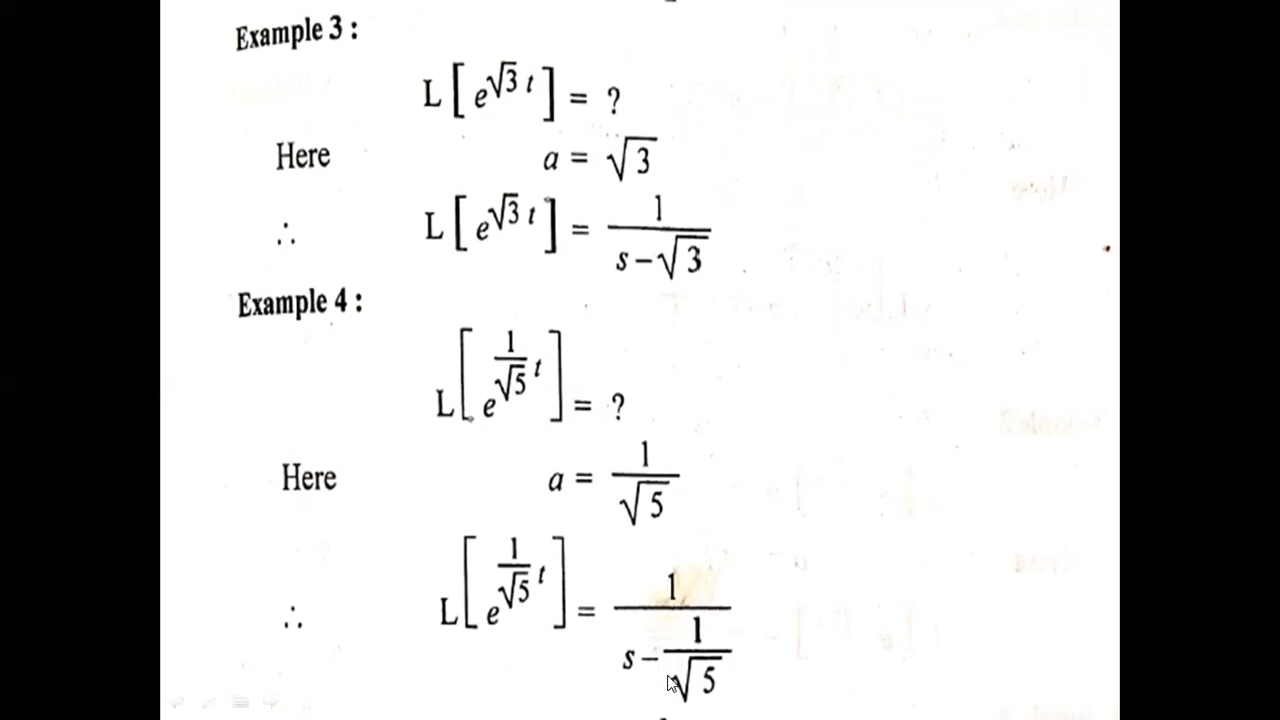 Example 3 :
L [ e^{√3 t} ] = ?
Here a = √3
∴ L [ e^{√3 t} ] = 1/(s − √3)
Example 4 :
L [ e^{(1/√5) t} ] = ?
Here a = 1/√5
∴ L [ e^{(1/√5) t} ] = 1/(s − 1/√5)